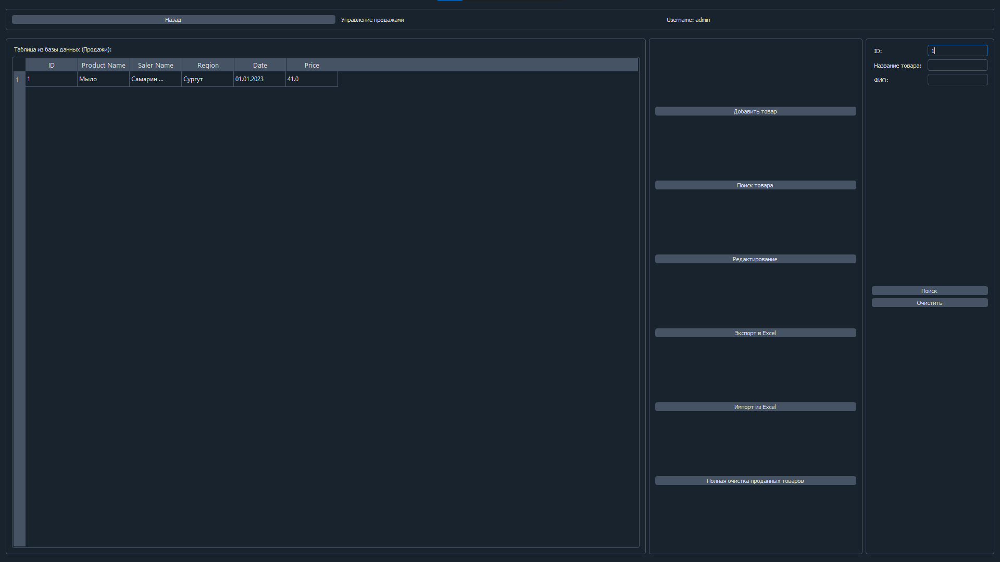 Назад
Управление продажами
Username: admin
Таблица из базы данных (Продажи):
ID Product Name Saler Name Region Date Price
1 1 Мыло Самарин ... Сургут 01.01.2023 41.0
Добавить товар
Поиск товара
Редактирование
Экспорт в Excel
Импорт из Excel
Полная очистка проданных товаров
ID: 1
Название товара:
ФИО:
Поиск
Очистить